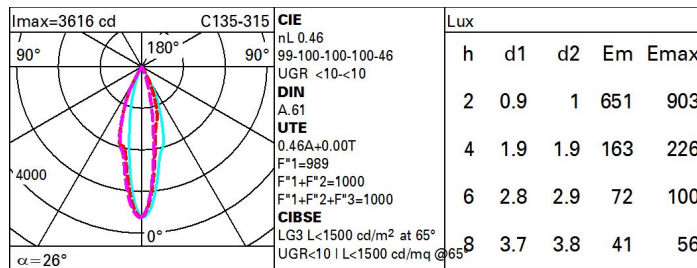 Imax=3616 cd C135-315
90° 180° 90°
4000
0°
α=26°
CIE
nL 0.46
99-100-100-100-46
UGR <10-<10
DIN
A.61
UTE
0.46A+0.00T
F"1=989
F"1+F"2=1000
F"1+F"2+F"3=1000
CIBSE
LG3 L<1500 cd/m² at 65°
UGR<10 | L<1500 cd/mq @65°
Lux
h d1 d2 Em Emax
2 0.9 1 651 903
4 1.9 1.9 163 226
6 2.8 2.9 72 100
8 3.7 3.8 41 56